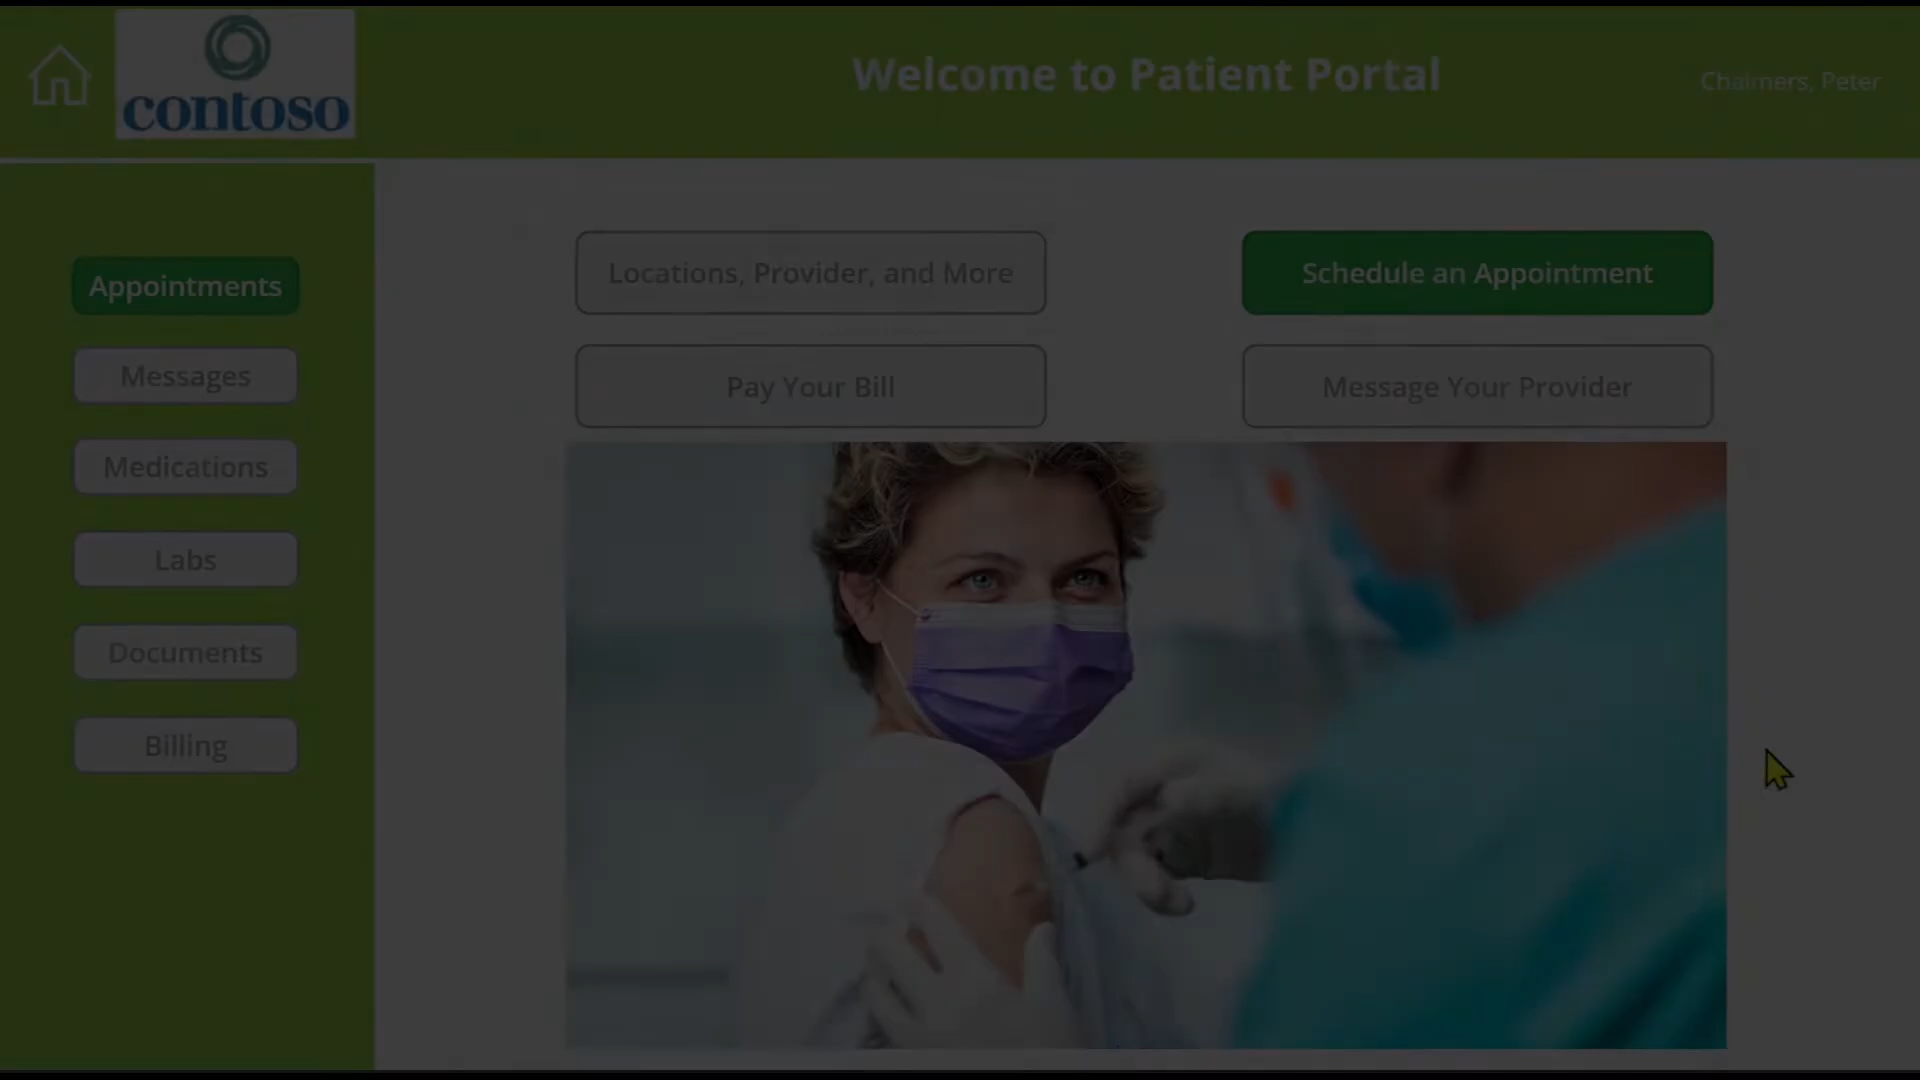 contoso
Welcome to Patient Portal
Chalmers, Peter
Appointments
Messages
Medications
Labs
Documents
Billing
Locations, Provider, and More
Schedule an Appointment
Pay Your Bill
Message Your Provider